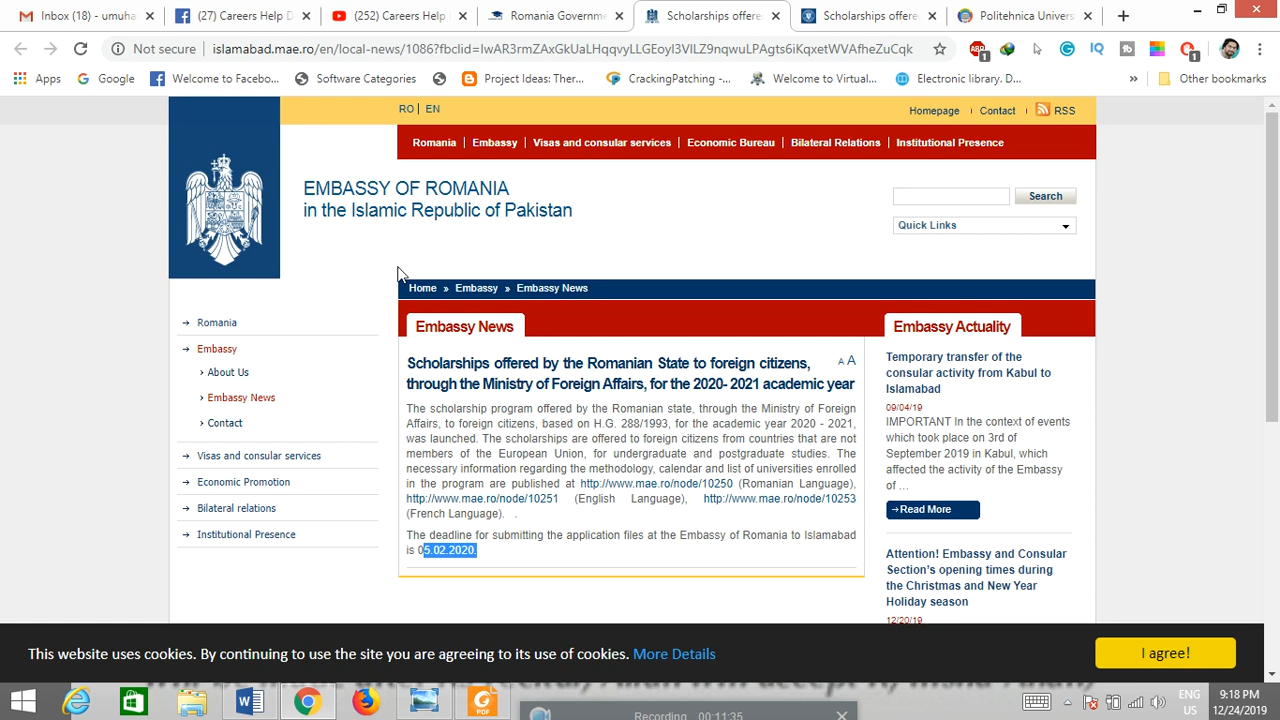 Inbox (18) - umuha
(27) Careers Help D
(252) Careers Help
Romania Governme
Scholarships offere
Scholarships offere
Politehnica Univers
Not secure
islamabad.mae.ro/en/local-news/1086?fbclid=IwAR3nrZAxGkUaLHqqvyLLGEoyI3VILZ9nqwuLPAgts6iKqxetWVAfheZuCqk
Apps
Google
Welcome to Facebo...
Software Categories
Project Ideas: Ther...
CrackingPatching -...
Welcome to Virtual...
Electronic library. D...
»
Other bookmarks
RO | EN
Homepage
Contact
RSS
Romania
Embassy
Visas and consular services
Economic Bureau
Bilateral Relations
Institutional Presence
EMBASSY OF ROMANIA
in the Islamic Republic of Pakistan
Search
Quick Links
Home » Embassy » Embassy News
Romania
Embassy
About Us
Embassy News
Contact
Visas and consular services
Economic Promotion
Bilateral relations
Institutional Presence
Embassy News
A A
Scholarships offered by the Romanian State to foreign citizens,
through the Ministry of Foreign Affairs, for the 2020- 2021 academic year
The scholarship program offered by the Romanian state, through the Ministry of Foreign
Affairs, to foreign citizens, based on H.G. 288/1993, for the academic year 2020 - 2021,
was launched. The scholarships are offered to foreign citizens from countries that are not
members of the European Union, for undergraduate and postgraduate studies. The
necessary information regarding the methodology, calendar and list of universities enrolled
in the program are published at http://www.mae.ro/node/10250 (Romanian Language),
http://www.mae.ro/node/10251 (English Language), http://www.mae.ro/node/10253
(French Language). .
The deadline for submitting the application files at the Embassy of Romania to Islamabad
is 05.02.2020.
Embassy Actuality
Temporary transfer of the
consular activity from Kabul to
Islamabad
09/04/19
IMPORTANT In the context of events
which took place on 3rd of
September 2019 in Kabul, which
affected the activity of the Embassy
of ...
Read More
Attention! Embassy and Consular
Section's opening times during
the Christmas and New Year
Holiday season
12/20/19
This website uses cookies. By continuing to use the site you are agreeing to its use of cookies. More Details
I agree!
Recording 00:11:35
ENG
US
9:18 PM
12/24/2019